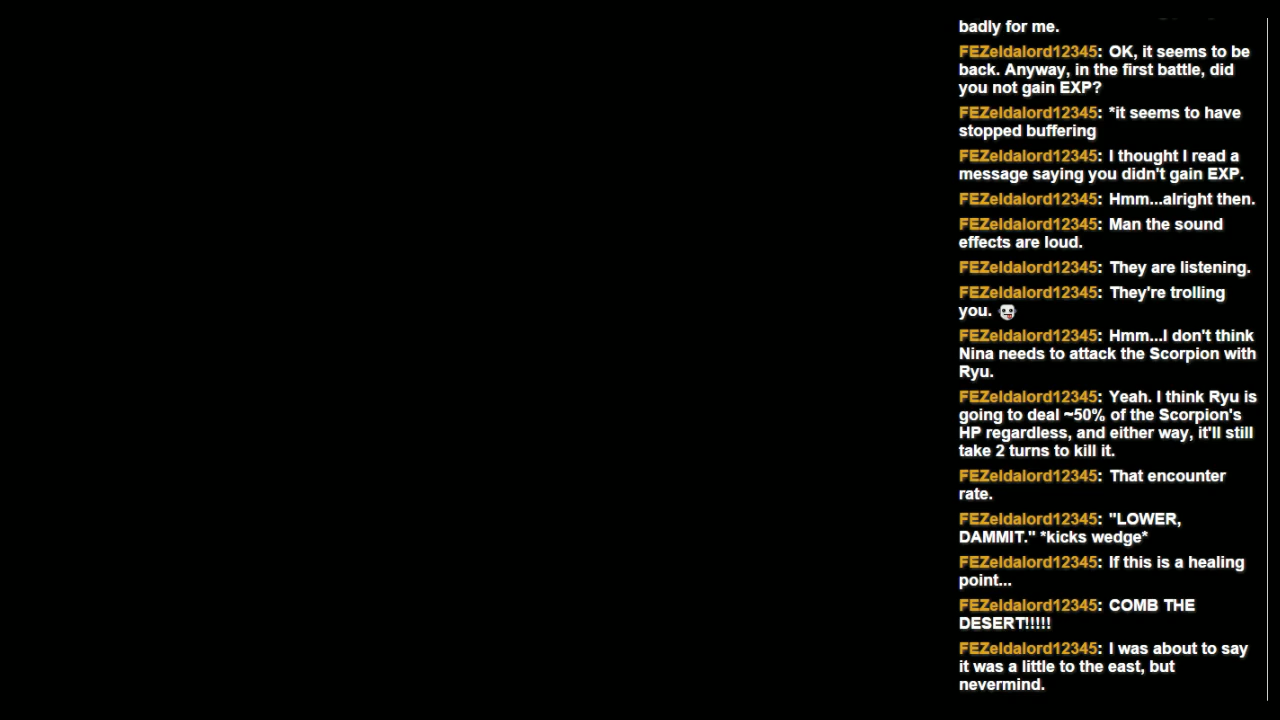 badly for me.
FEZeldalord12345: OK, it seems to be
back. Anyway, in the first battle, did
you not gain EXP?
FEZeldalord12345: *it seems to have
stopped buffering
FEZeldalord12345: I thought I read a
message saying you didn't gain EXP.
FEZeldalord12345: Hmm...alright then.
FEZeldalord12345: Man the sound
effects are loud.
FEZeldalord12345: They are listening.
FEZeldalord12345: They're trolling
you.
FEZeldalord12345: Hmm...I don't think
Nina needs to attack the Scorpion with
Ryu.
FEZeldalord12345: Yeah. I think Ryu is
going to deal ~50% of the Scorpion's
HP regardless, and either way, it'll still
take 2 turns to kill it.
FEZeldalord12345: That encounter
rate.
FEZeldalord12345: "LOWER,
DAMMIT." *kicks wedge*
FEZeldalord12345: If this is a healing
point...
FEZeldalord12345: COMB THE
DESERT!!!!!
FEZeldalord12345: I was about to say
it was a little to the east, but
nevermind.